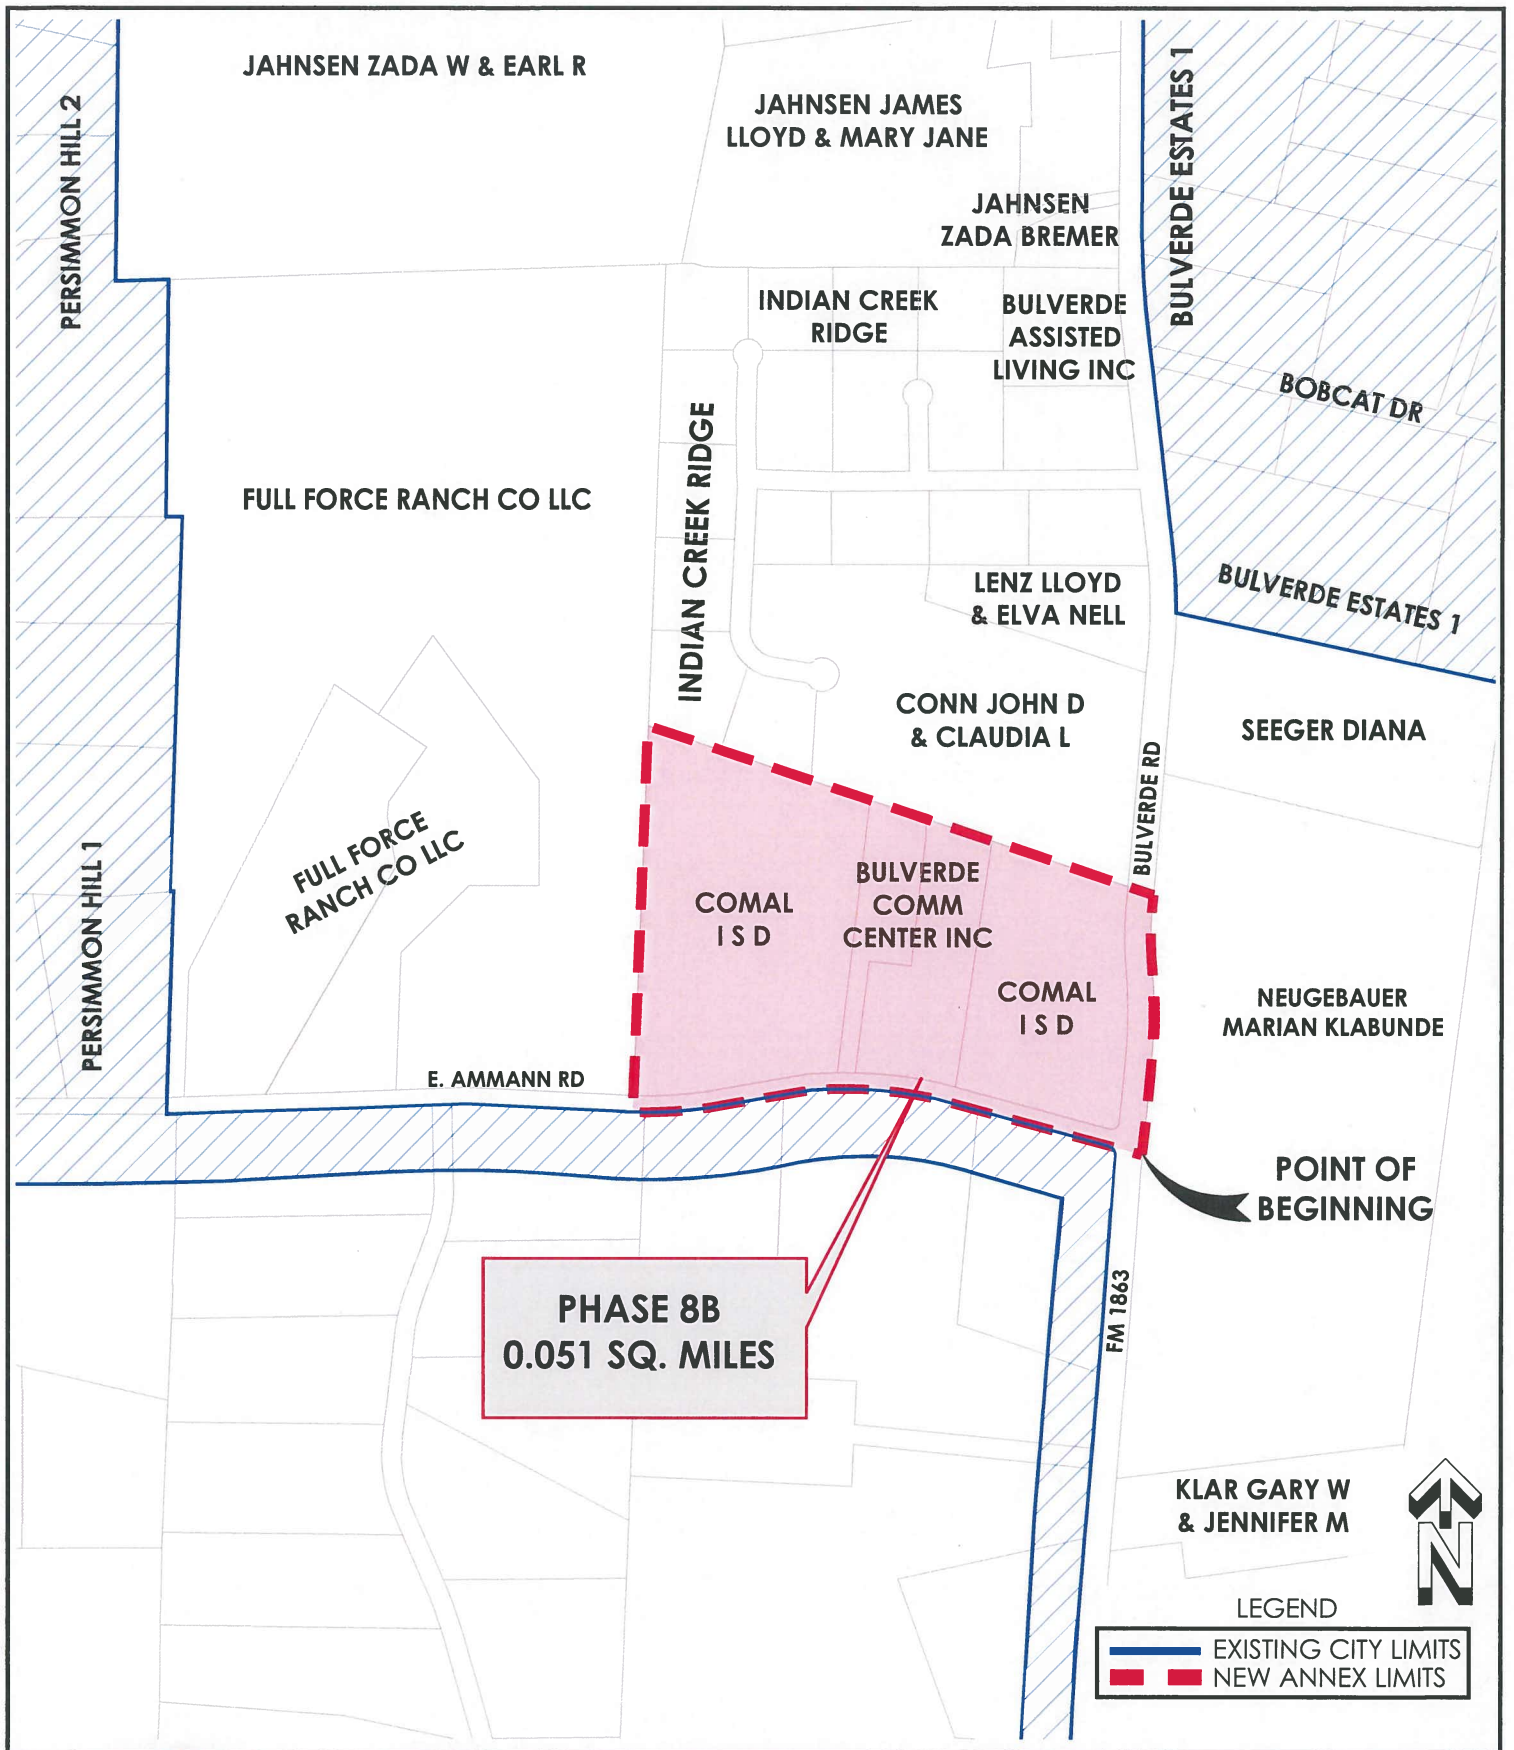 JAHNSEN ZADA W & EARL R
PERSIMMON HILL 2
JAHNSEN JAMES
LLOYD & MARY JANE
BULVERDE ESTATES 1
JAHNSEN
ZADA BREMER
INDIAN CREEK
RIDGE
BULVERDE
ASSISTED
LIVING INC
BOBCAT DR
INDIAN CREEK RIDGE
FULL FORCE RANCH CO LLC
LENZ LLOYD
& ELVA NELL
BULVERDE ESTATES 1
CONN JOHN D
& CLAUDIA L
SEEGER DIANA
BULVERDE RD
FULL FORCE
RANCH CO LLC
PERSIMMON HILL 1
COMAL
I S D
BULVERDE
COMM
CENTER INC
COMAL
I S D
NEUGEBAUER
MARIAN KLABUNDE
E. AMMANN RD
POINT OF
BEGINNING
PHASE 8B
0.051 SQ. MILES
FM 1863
KLAR GARY W
& JENNIFER M
N
LEGEND
EXISTING CITY LIMITS
NEW ANNEX LIMITS